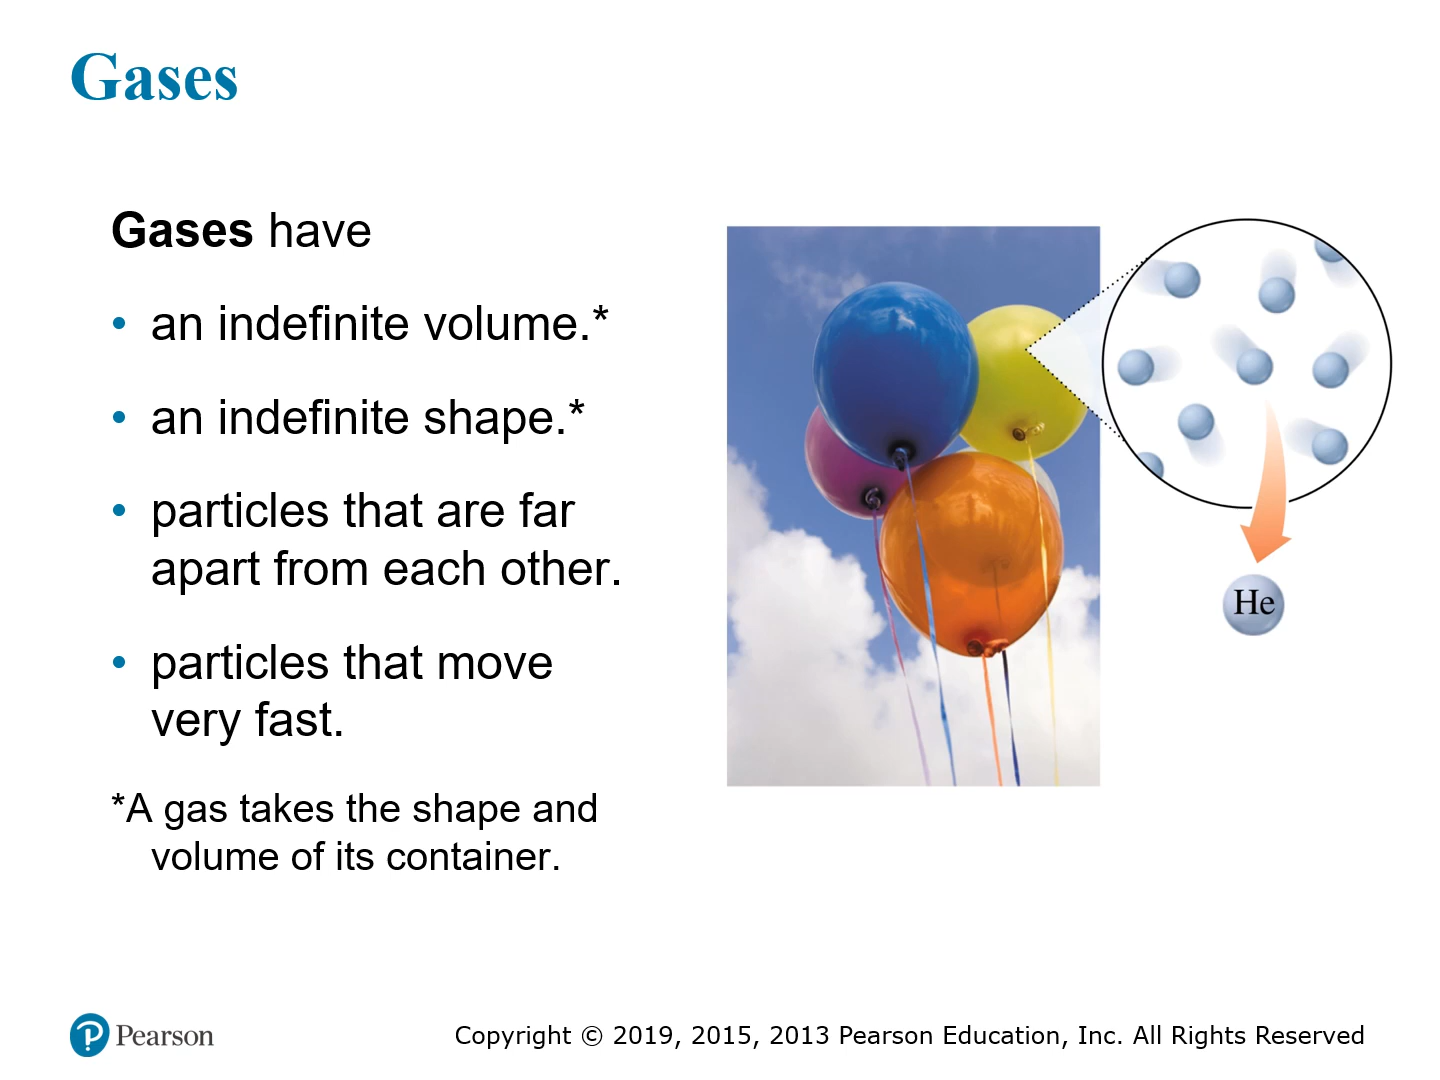 Gases
Gases have
• an indefinite volume.*
• an indefinite shape.*
• particles that are far
apart from each other.
• particles that move
very fast.
*A gas takes the shape and
volume of its container.
He
Pearson
Copyright © 2019, 2015, 2013 Pearson Education, Inc. All Rights Reserved